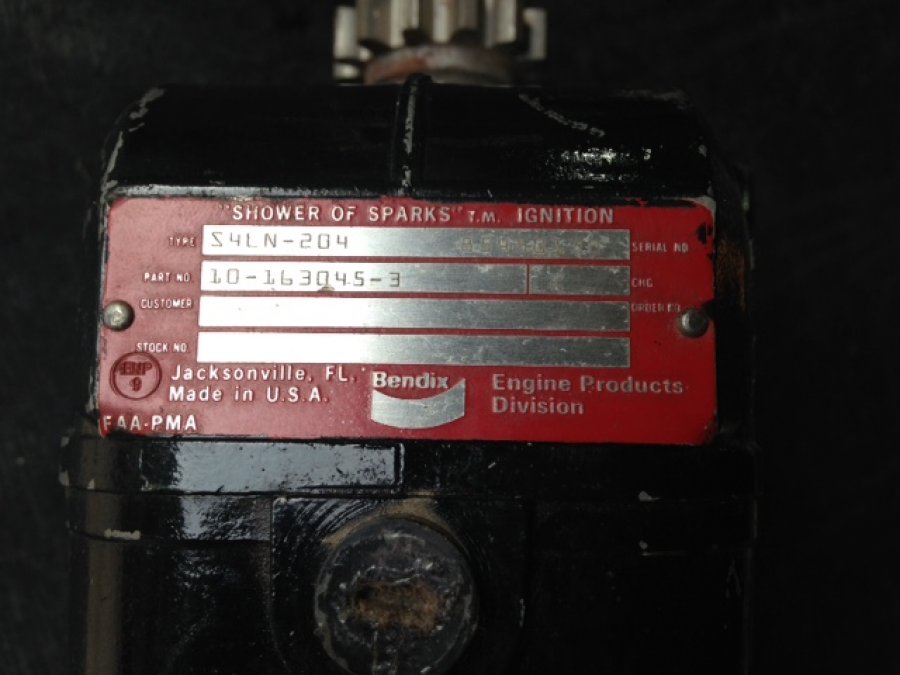 "SHOWER OF SPARKS" T.M. IGNITION
TYPE S4LN-204 SERIAL NO.
PART NO. 10-163045-3 CHG
CUSTOMER ORDER NO.
STOCK NO.
Jacksonville, FL.
Made in U.S.A.
Bendix
Engine Products
Division
FAA-PMA